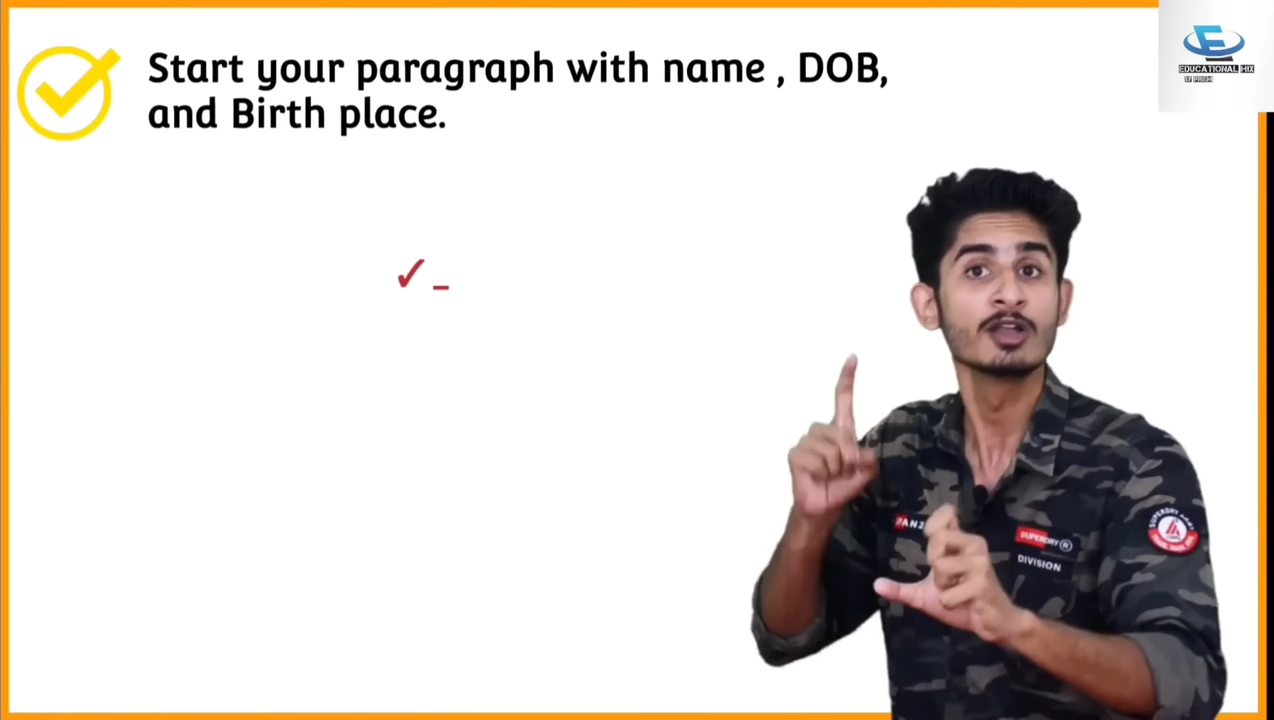 Start your paragraph with name , DOB,
and Birth place.
✓-
EDUCATIONAL MIX
SUPERDRY®
DIVISION